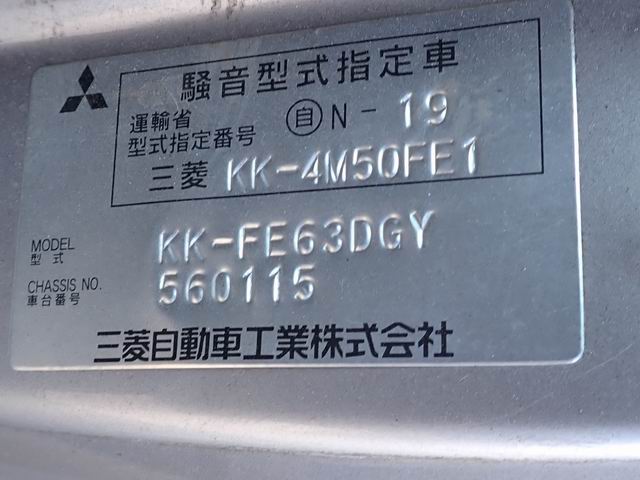 騒音型式指定車
運輸省
型式指定番号 自 N-19
三菱 KK-4M50FE1
MODEL
型式 KK-FE63DGY
CHASSIS NO.
車台番号 560115
三菱自動車工業株式会社